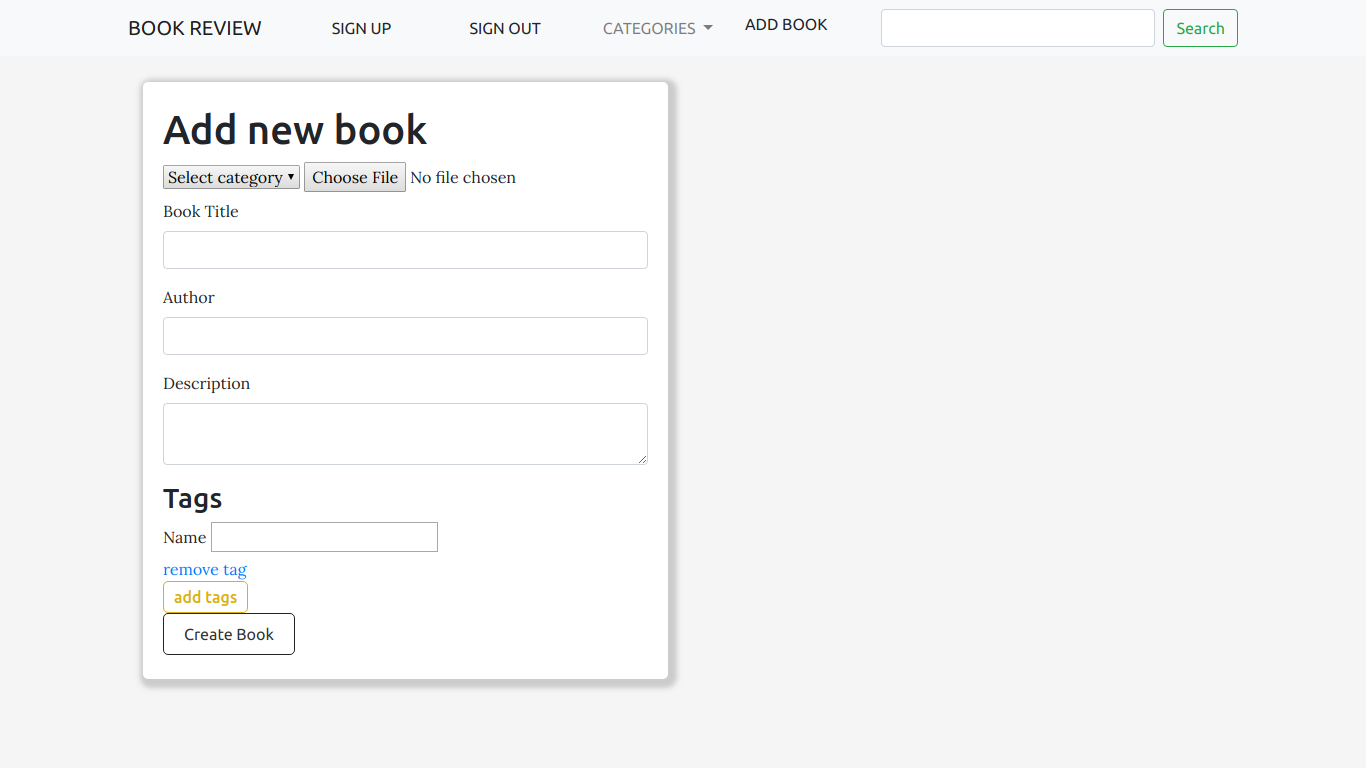 BOOK REVIEW SIGN UP SIGN OUT CATEGORIES ADD BOOK Search
Add new book
Select category Choose File No file chosen
Book Title
Author
Description
Tags
Name
remove tag
add tags
Create Book